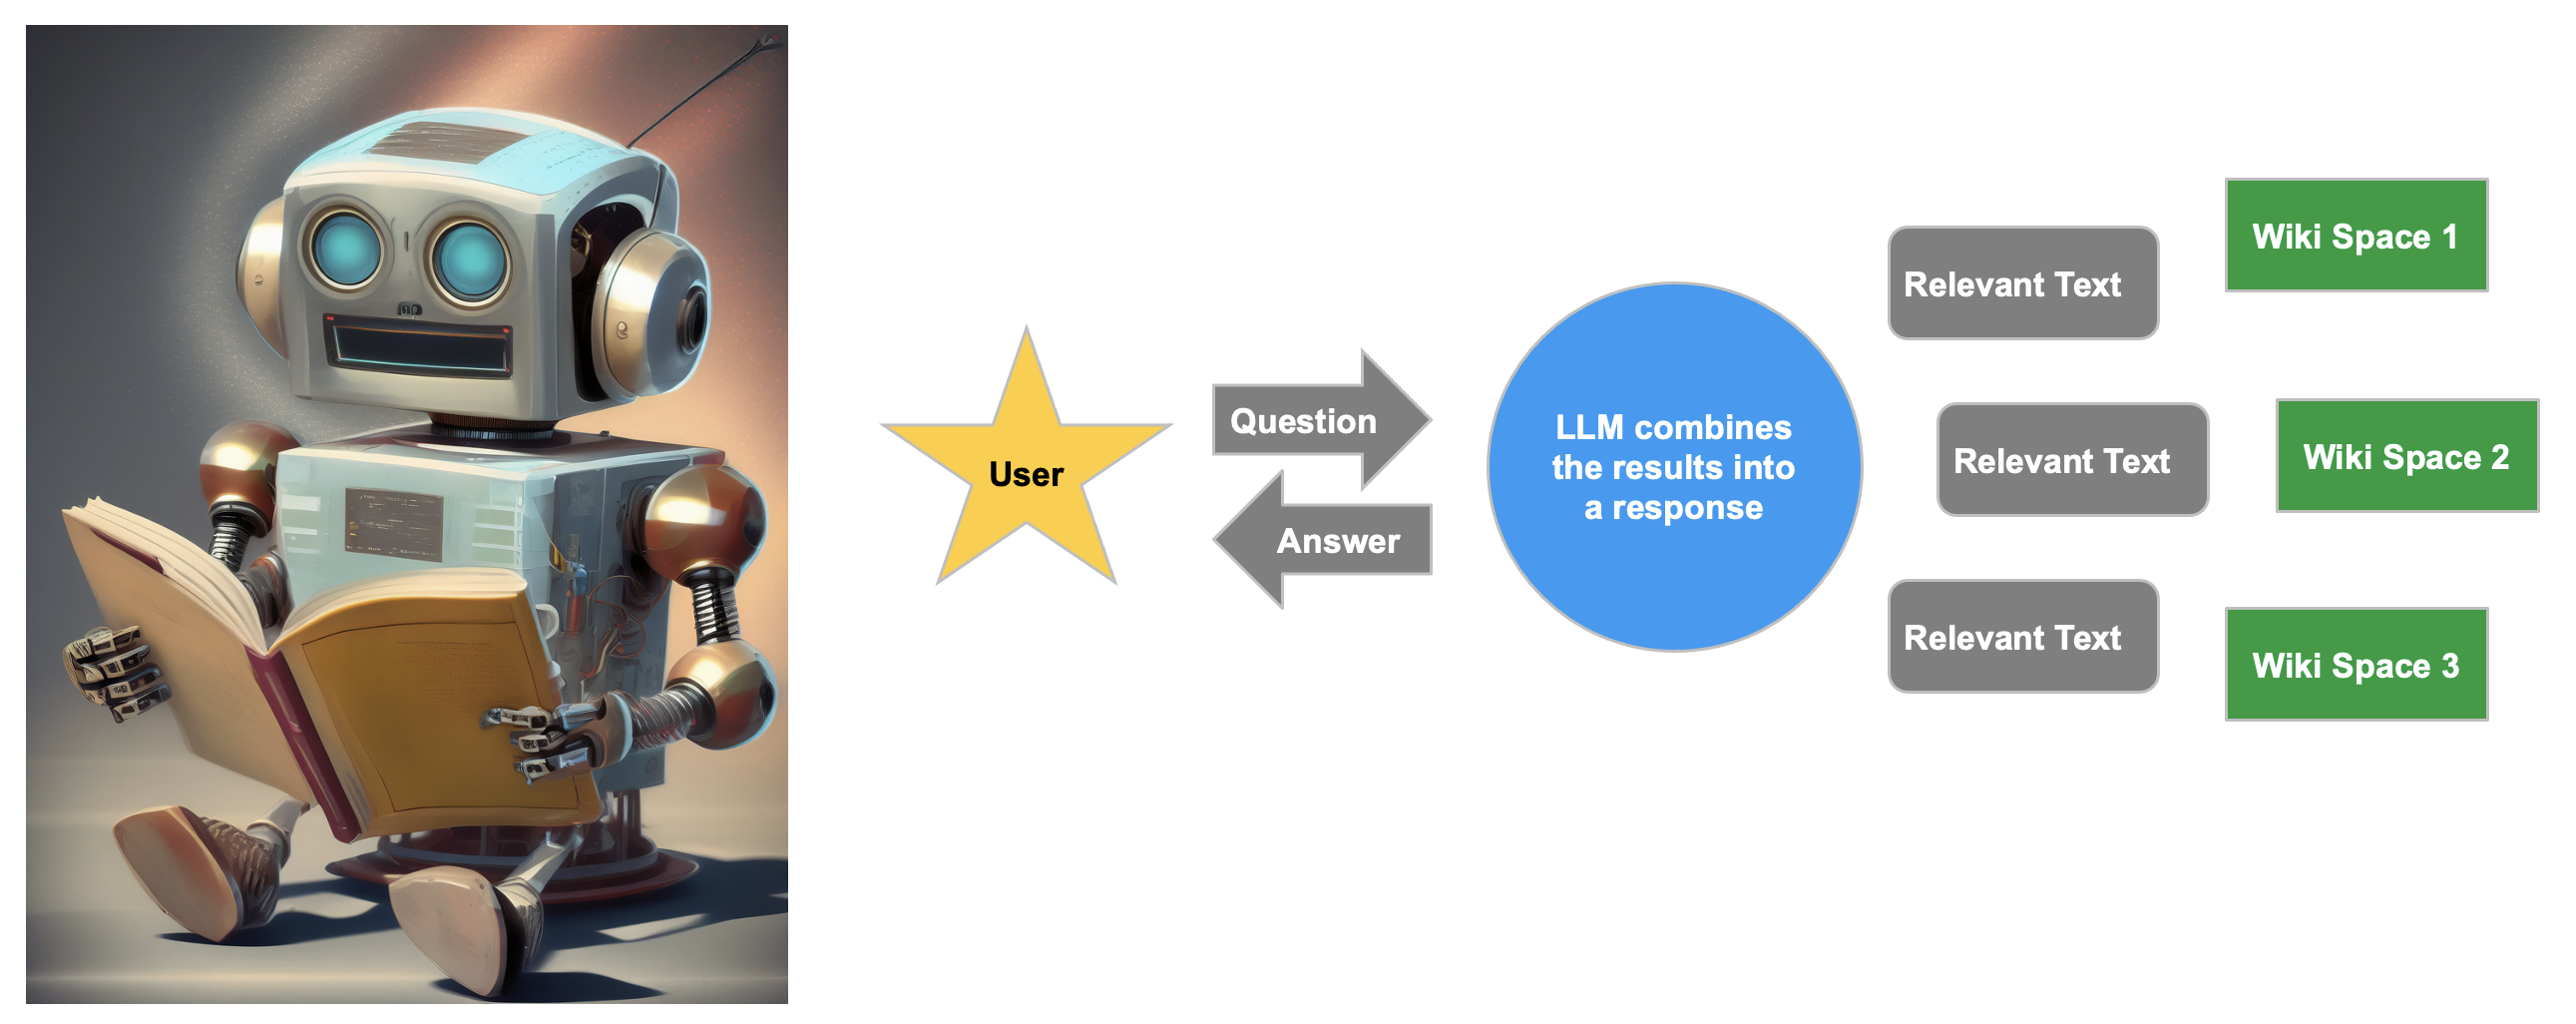 User
Question
Answer
LLM combines
the results into
a response
Relevant Text
Relevant Text
Relevant Text
Wiki Space 1
Wiki Space 2
Wiki Space 3